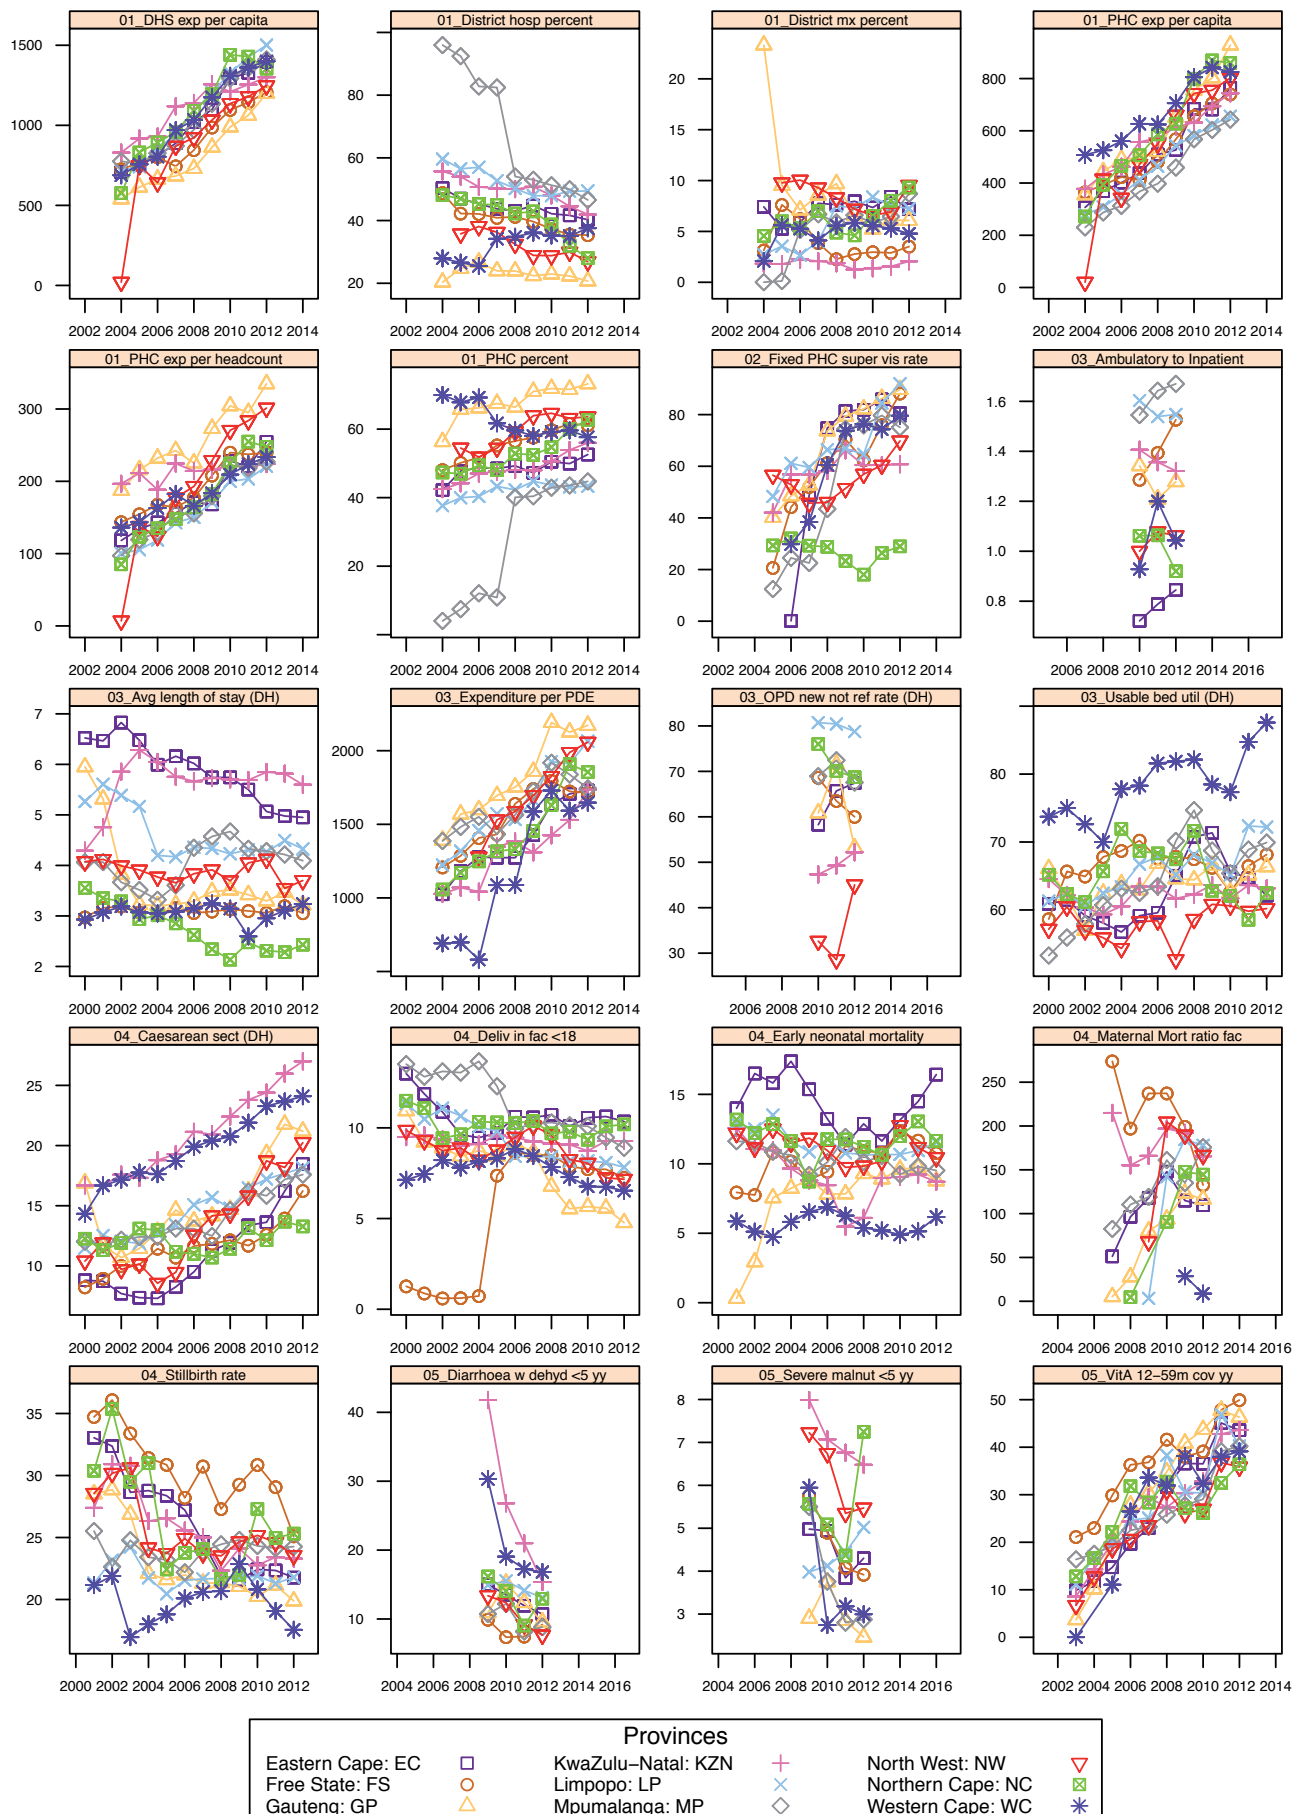 01_DHS exp per capita
01_District hosp percent
01_District mx percent
01_PHC exp per capita
1500
1000
500
0
2002 2004 2006 2008 2010 2012 2014
80
60
40
20
2002 2004 2006 2008 2010 2012 2014
20
15
10
5
0
2002 2004 2006 2008 2010 2012 2014
800
600
400
200
0
2002 2004 2006 2008 2010 2012 2014
01_PHC exp per headcount
01_PHC percent
02_Fixed PHC super vis rate
03_Ambulatory to Inpatient
300
200
100
0
2002 2004 2006 2008 2010 2012 2014
60
40
20
2002 2004 2006 2008 2010 2012 2014
80
60
40
20
0
2002 2004 2006 2008 2010 2012 2014
1.6
1.4
1.2
1.0
0.8
2006 2008 2010 2012 2014 2016
03_Avg length of stay (DH)
03_Expenditure per PDE
03_OPD new not ref rate (DH)
03_Usable bed util (DH)
7
6
5
4
3
2
2000 2002 2004 2006 2008 2010 2012
2000
1500
1000
2002 2004 2006 2008 2010 2012 2014
80
70
60
50
40
30
2006 2008 2010 2012 2014 2016
80
70
60
2000 2002 2004 2006 2008 2010 2012
04_Caesarean sect (DH)
04_Deliv in fac <18
04_Early neonatal mortality
04_Maternal Mort ratio fac
25
20
15
10
2000 2002 2004 2006 2008 2010 2012
10
5
0
2000 2002 2004 2006 2008 2010 2012
15
10
5
0
2000 2002 2004 2006 2008 2010 2012
250
200
150
100
50
0
2004 2006 2008 2010 2012 2014 2016
04_Stillbirth rate
05_Diarrhoea w dehyd <5 yy
05_Severe malnut <5 yy
05_VitA 12–59m cov yy
35
30
25
20
2000 2002 2004 2006 2008 2010 2012
40
30
20
10
2004 2006 2008 2010 2012 2014 2016
8
7
6
5
4
3
2004 2006 2008 2010 2012 2014 2016
50
40
30
20
10
0
2002 2004 2006 2008 2010 2012 2014
Provinces
Eastern Cape: EC KwaZulu–Natal: KZN North West: NW
Free State: FS Limpopo: LP Northern Cape: NC
Gauteng: GP Mpumalanga: MP Western Cape: WC